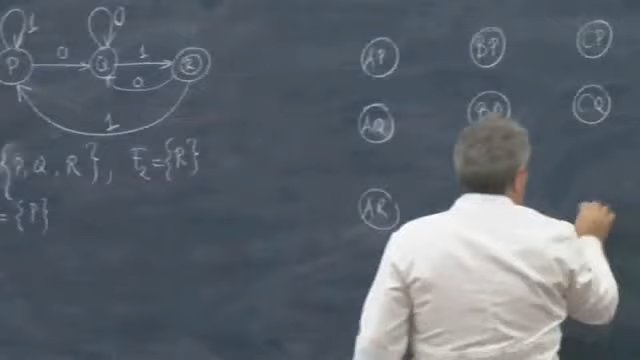 1 0
P 0 Q 1 R
0
1
{P, Q, R}, F₂={R}
={P}
AP BP CP
AQ BQ CQ
AR